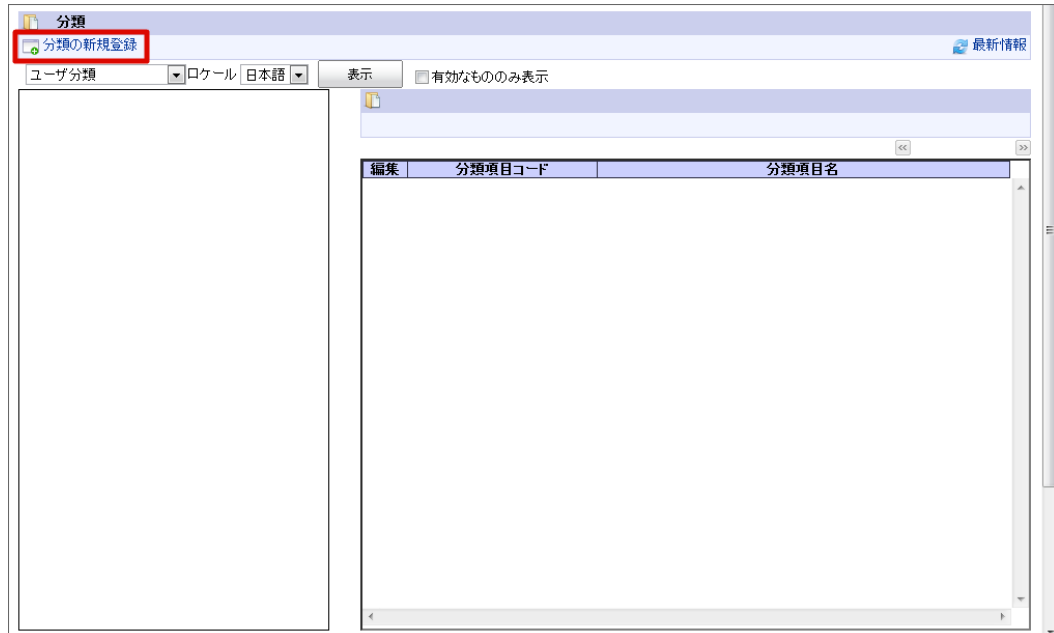 分類
分類の新規登録 最新情報
ユーザ分類 ロケール 日本語 表示 有効なもののみ表示
編集 分類項目コード 分類項目名